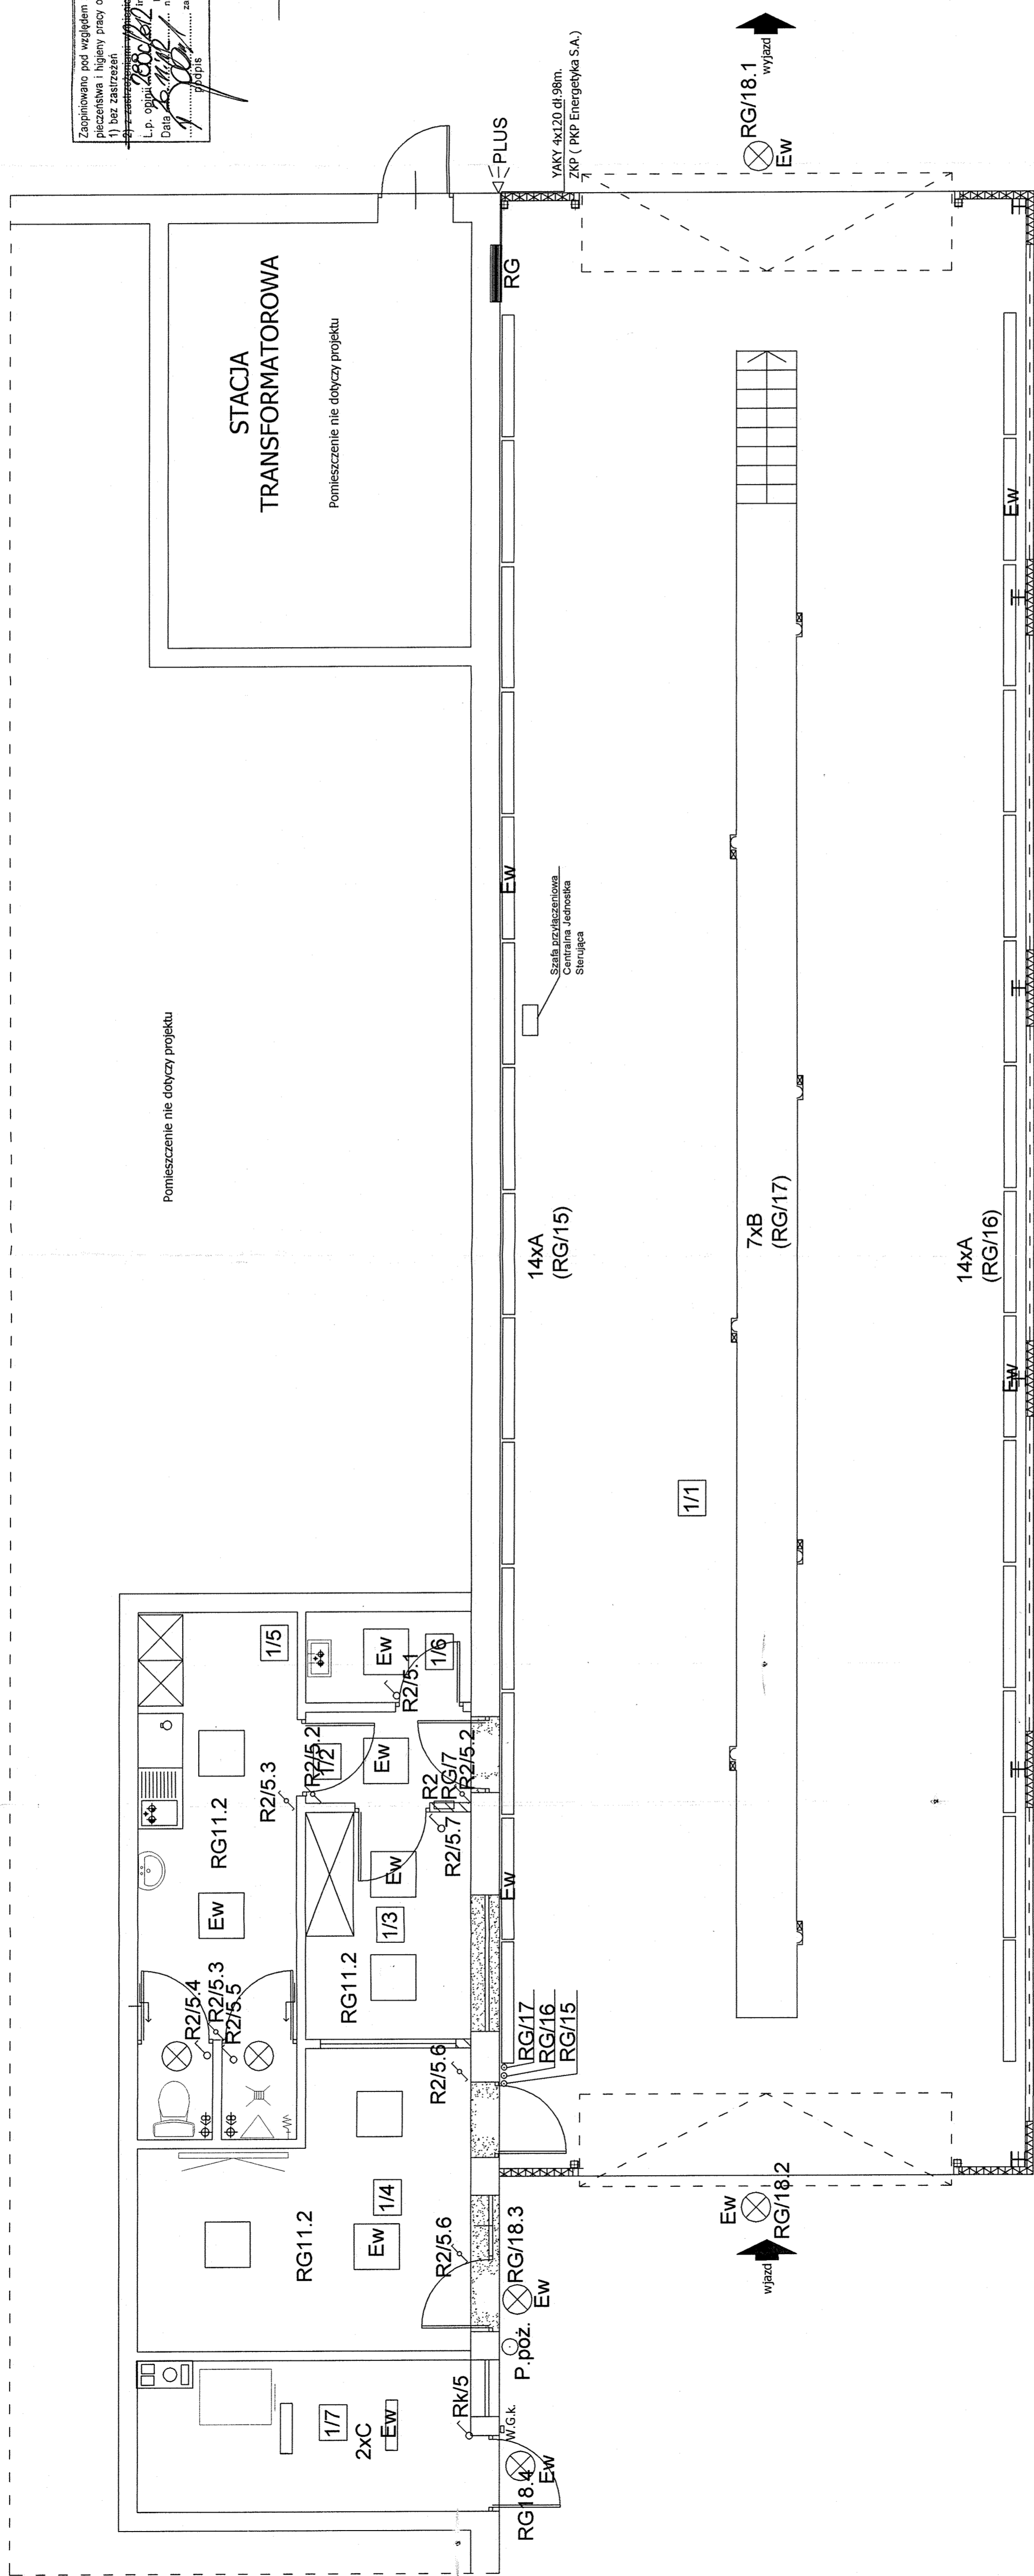 Zaopiniowano pod względem
pieczeństwa i higieny pracy
1) bez zastrzeżeń
L.p. opinii
Data
podpis
STACJA
TRANSFORMATOROWA
Pomieszczenie nie dotyczy projektu
Pomieszczenie nie dotyczy projektu
PLUS
YAKY 4x120 dł.98m.
ZKP ( PKP Energetyka S.A.)
RG
RG/18.1
Ew
wyjazd
Ew
Ew
Szafa przyłączeniowa
Centralna Jednostka
Sterująca
14xA
(RG/15)
7xB
(RG/17)
14xA
(RG/16)
Ew
1/1
1/5
Ew
1/6
R2/5.1
R2/5.2
1/2
Ew
R2/5.3
RG11.2
R2
RG/7
R2/5.2
R2/5.7
Ew
Ew
Ew
1/3
RG11.2
R2/5.4
R2/5.3
R2/5.5
R2/5.6
RG/17
RG/16
RG/15
1/4
RG11.2
Ew
R2/5.6
RG/18.3
Ew
Ew
RG/18.2
wjazd
P.poż.
1/7
2xC
Ew
Rk/5
W.G.k.
RG18.4
Ew